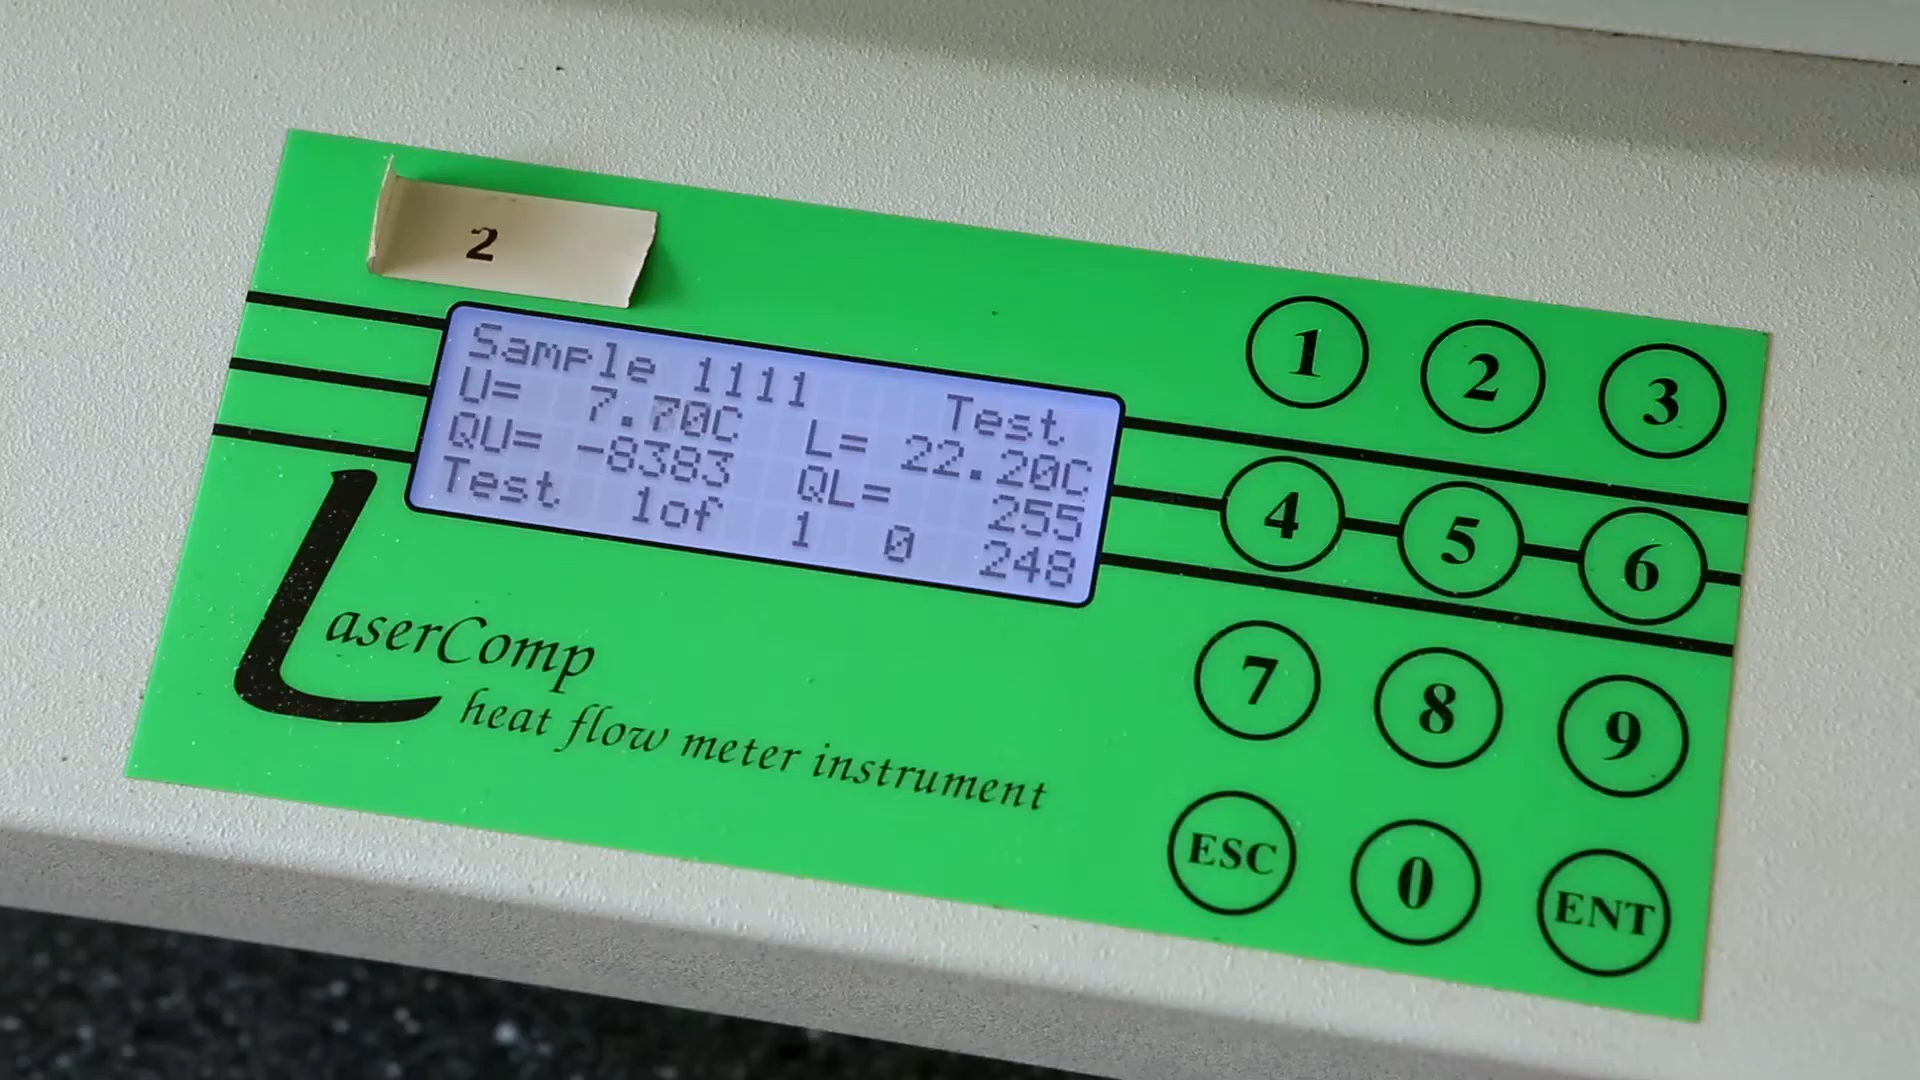 2
Sample 1111 Test
U= 7.70C L= 22.20C
QU= -8383 QL= 255
Test 1of 1 0 248
LaserComp
heat flow meter instrument
1 2 3
4 5 6
7 8 9
ESC 0 ENT